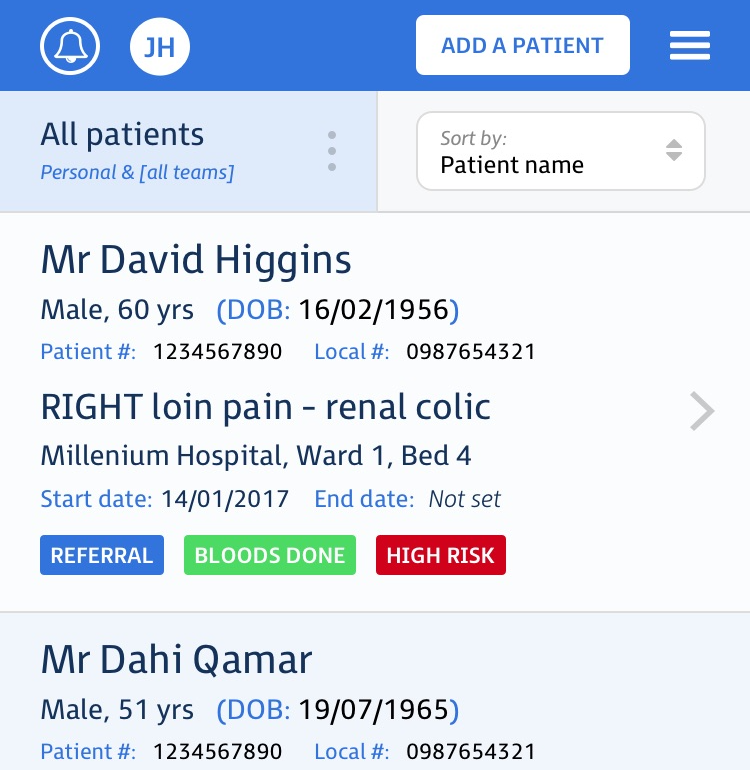 JH
ADD A PATIENT
All patients
Personal & [all teams]
Sort by:
Patient name
Mr David Higgins
Male, 60 yrs (DOB: 16/02/1956)
Patient #: 1234567890 Local #: 0987654321
RIGHT loin pain - renal colic
Millenium Hospital, Ward 1, Bed 4
Start date: 14/01/2017 End date: Not set
REFERRAL BLOODS DONE HIGH RISK
Mr Dahi Qamar
Male, 51 yrs (DOB: 19/07/1965)
Patient #: 1234567890 Local #: 0987654321